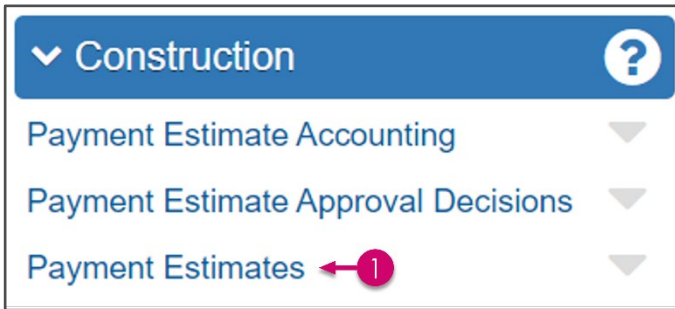 Construction ?
Payment Estimate Accounting
Payment Estimate Approval Decisions
Payment Estimates 1